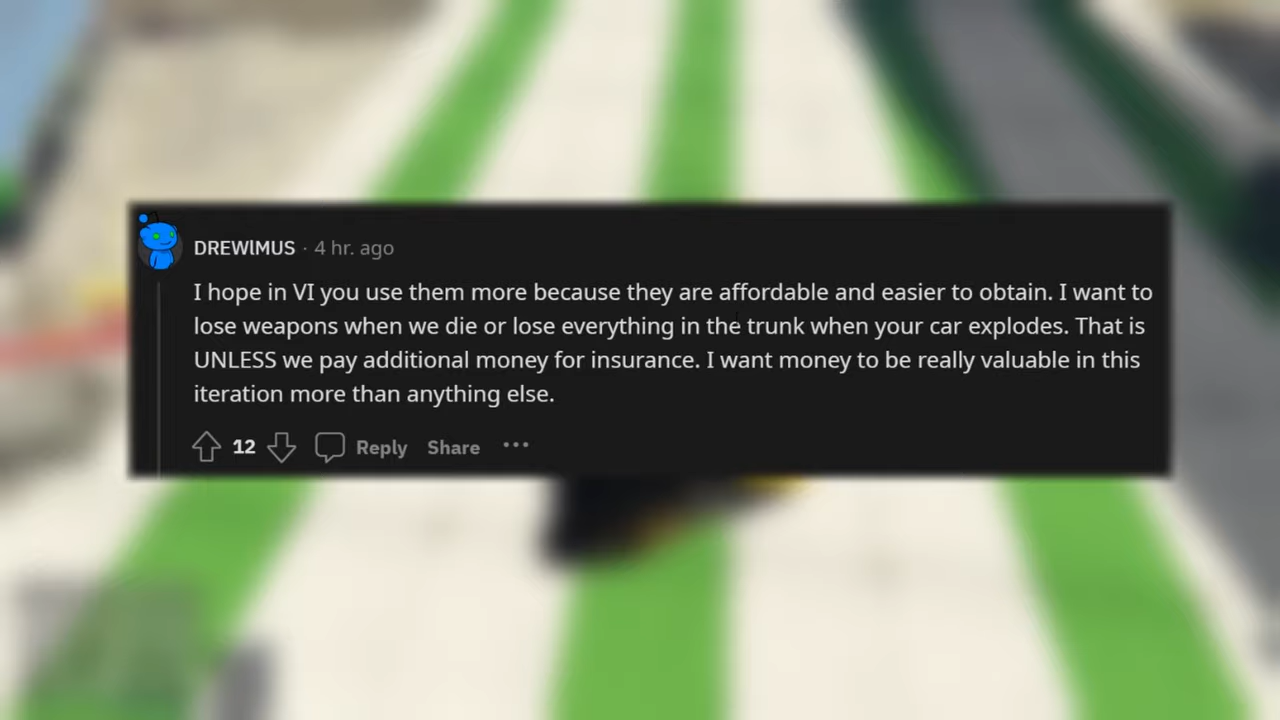 DREWlMUS · 4 hr. ago
I hope in VI you use them more because they are affordable and easier to obtain. I want to
lose weapons when we die or lose everything in the trunk when your car explodes. That is
UNLESS we pay additional money for insurance. I want money to be really valuable in this
iteration more than anything else.
12 Reply Share ···